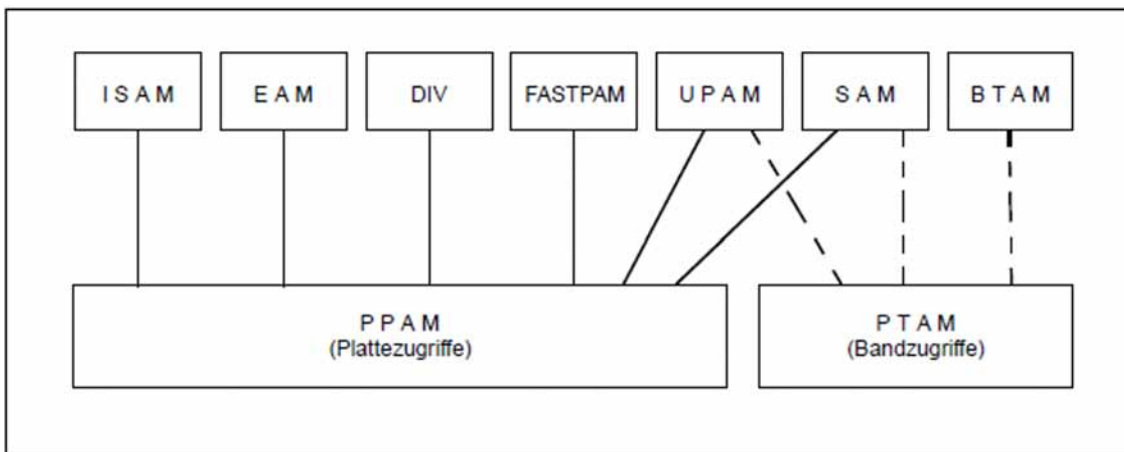 I S A M
E A M
DIV
FASTPAM
U P A M
S A M
B T A M
P P A M
(Plattezugriffe)
P T A M
(Bandzugriffe)